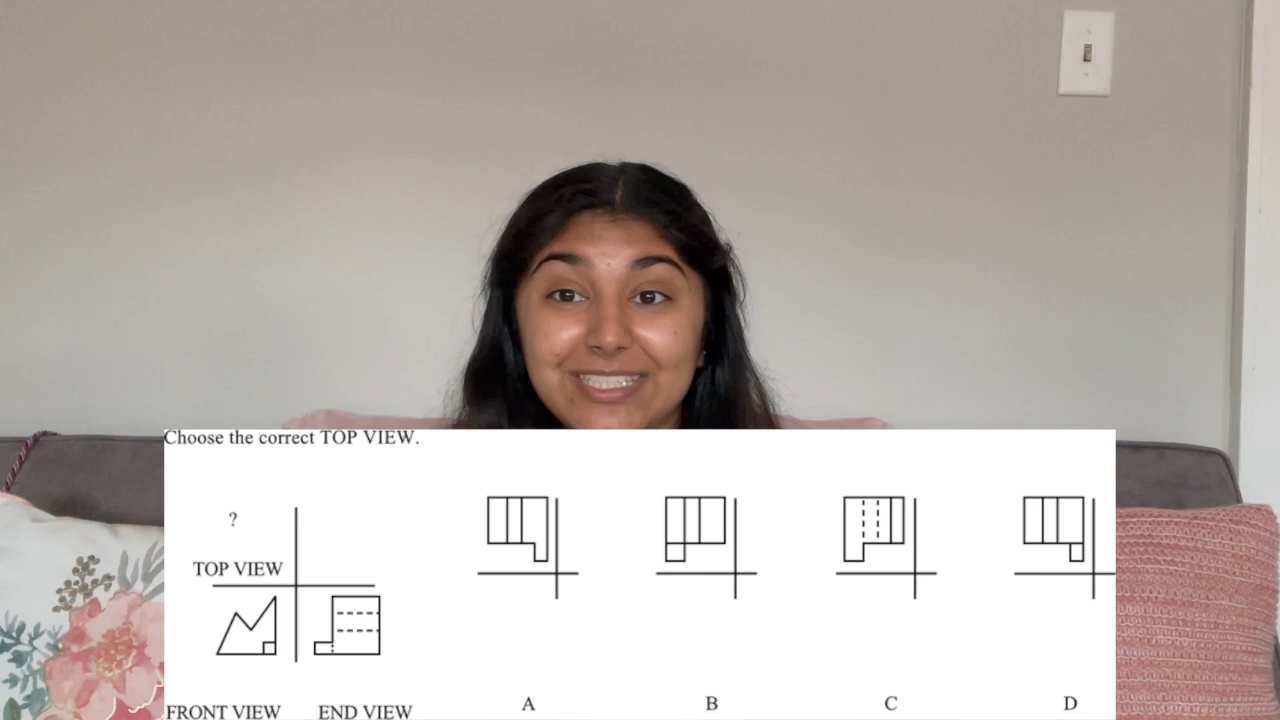 Choose the correct TOP VIEW.
?
TOP VIEW
FRONT VIEW
END VIEW
A
B
C
D